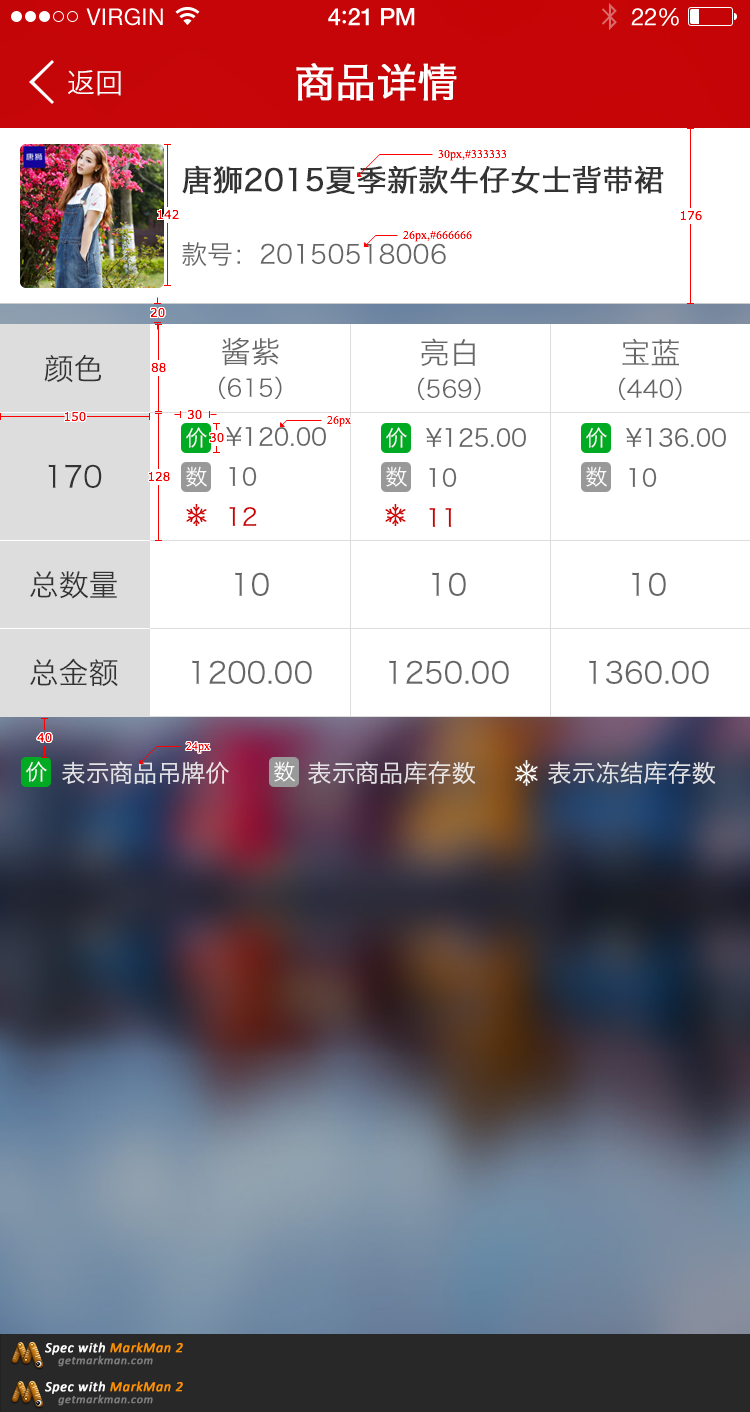 VIRGIN 4:21 PM 22%
返回 商品详情
30px,#333333
唐狮
唐狮2015夏季新款牛仔女士背带裙
142
176
26px,#666666
款号：20150518006
20
颜色 88 酱紫 亮白 宝蓝
(615) (569) (440)
150 30 26px
价 30 ¥120.00 价 ¥125.00 价 ¥136.00
170 128 数 10 数 10 数 10
12 11
总数量 10 10 10
总金额 1200.00 1250.00 1360.00
40
24px
价 表示商品吊牌价 数 表示商品库存数 表示冻结库存数
Spec with MarkMan 2
getmarkman.com
Spec with MarkMan 2
getmarkman.com